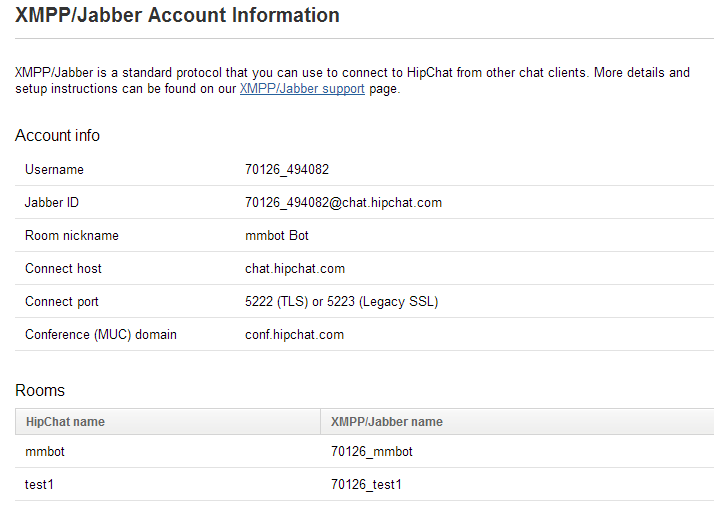 XMPP/Jabber Account Information
XMPP/Jabber is a standard protocol that you can use to connect to HipChat from other chat clients. More details and
setup instructions can be found on our XMPP/Jabber support page.
Account info
Username 70126_494082
Jabber ID 70126_494082@chat.hipchat.com
Room nickname mmbot Bot
Connect host chat.hipchat.com
Connect port 5222 (TLS) or 5223 (Legacy SSL)
Conference (MUC) domain conf.hipchat.com
Rooms
HipChat name XMPP/Jabber name
mmbot 70126_mmbot
test1 70126_test1